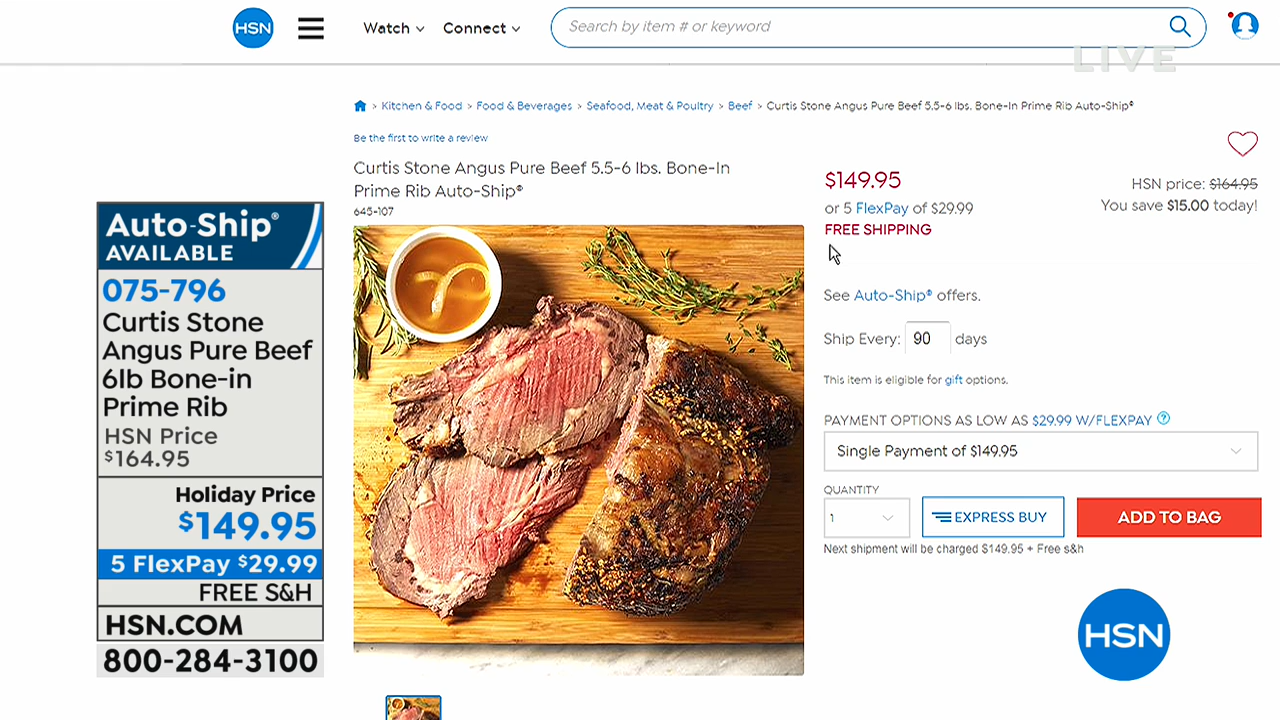 HSN
Watch
Connect
Search by item # or keyword
LIVE
> Kitchen & Food > Food & Beverages > Seafood, Meat & Poultry > Beef > Curtis Stone Angus Pure Beef 5.5-6 lbs. Bone-In Prime Rib Auto-Ship®
Be the first to write a review
Curtis Stone Angus Pure Beef 5.5-6 lbs. Bone-In
Prime Rib Auto-Ship®
645-107
$149.95
or 5 FlexPay of $29.99
FREE SHIPPING
HSN price: $164.95
You save $15.00 today!
See Auto-Ship® offers.
Ship Every: 90 days
This item is eligible for gift options.
PAYMENT OPTIONS AS LOW AS $29.99 W/FLEXPAY ?
Single Payment of $149.95
QUANTITY
1
EXPRESS BUY
ADD TO BAG
Next shipment will be charged $149.95 + Free s&h
Auto-Ship®
AVAILABLE
075-796
Curtis Stone
Angus Pure Beef
6lb Bone-in
Prime Rib
HSN Price
$164.95
Holiday Price
$149.95
5 FlexPay $29.99
FREE S&H
HSN.COM
800-284-3100
HSN